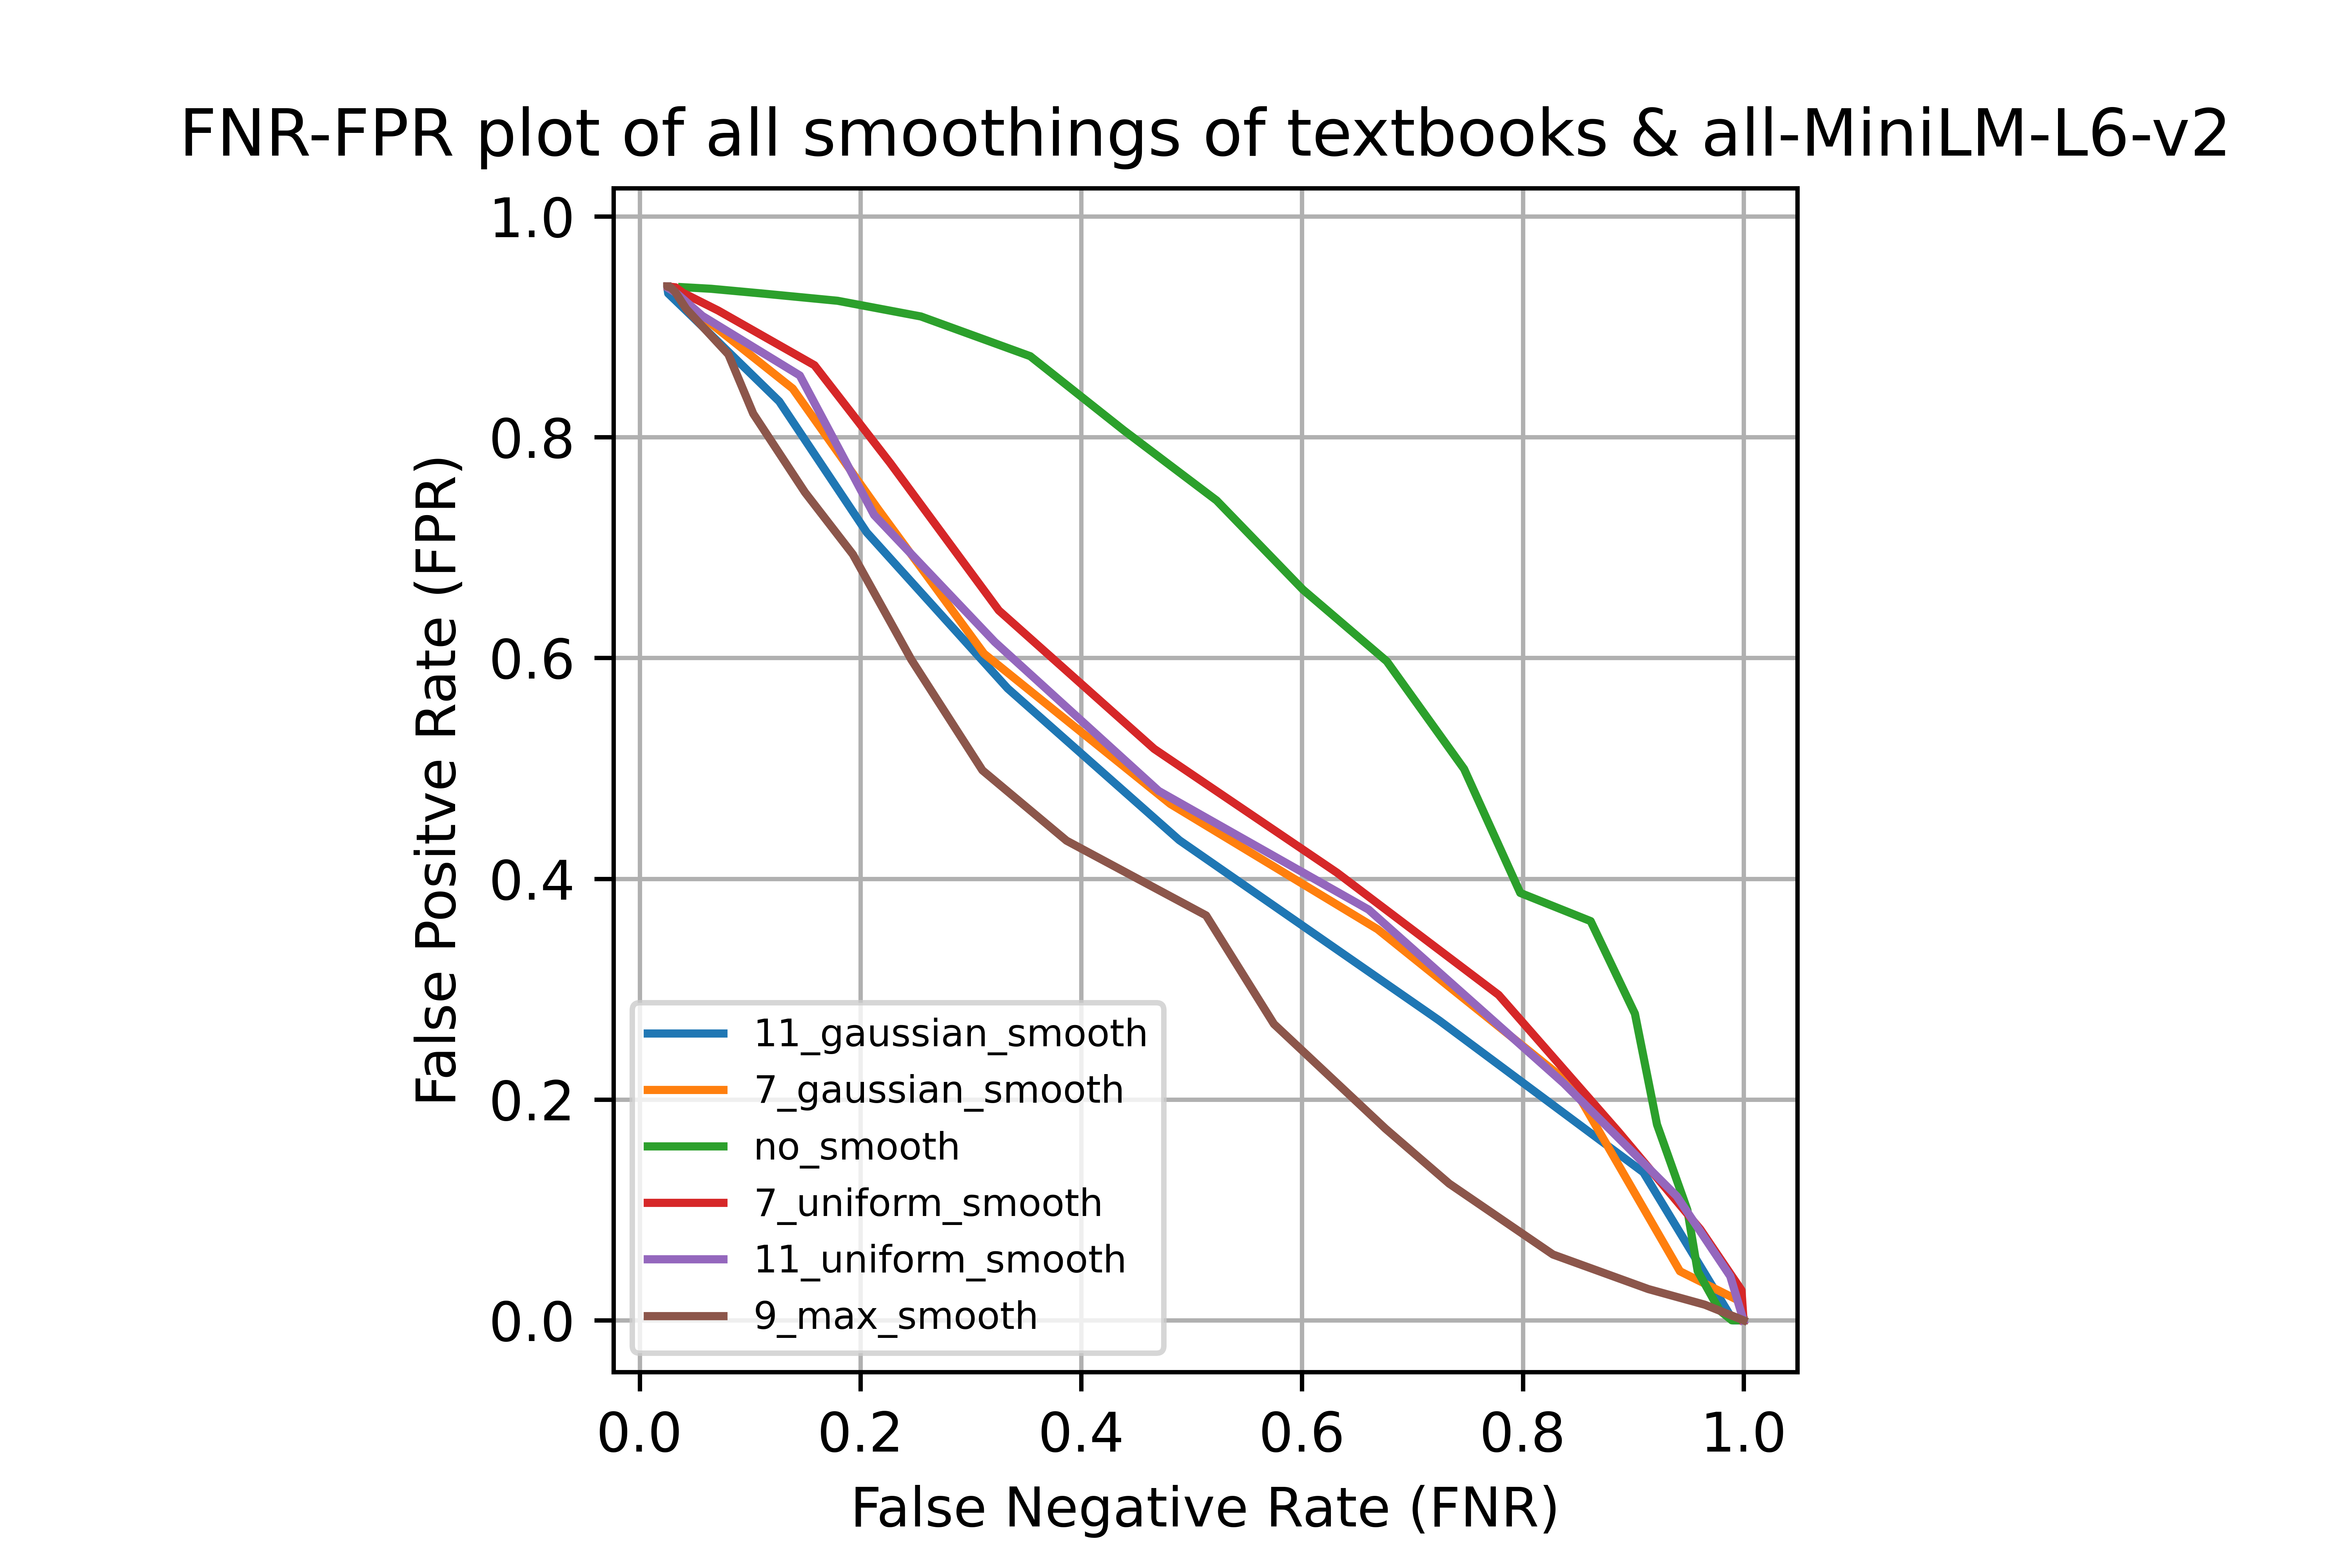 FNR-FPR plot of all smoothings of textbooks & all-MiniLM-L6-v2
False Positve Rate (FPR)
1.0
0.8
0.6
0.4
0.2
0.0
11_gaussian_smooth
7_gaussian_smooth
no_smooth
7_uniform_smooth
11_uniform_smooth
9_max_smooth
0.0 0.2 0.4 0.6 0.8 1.0
False Negative Rate (FNR)